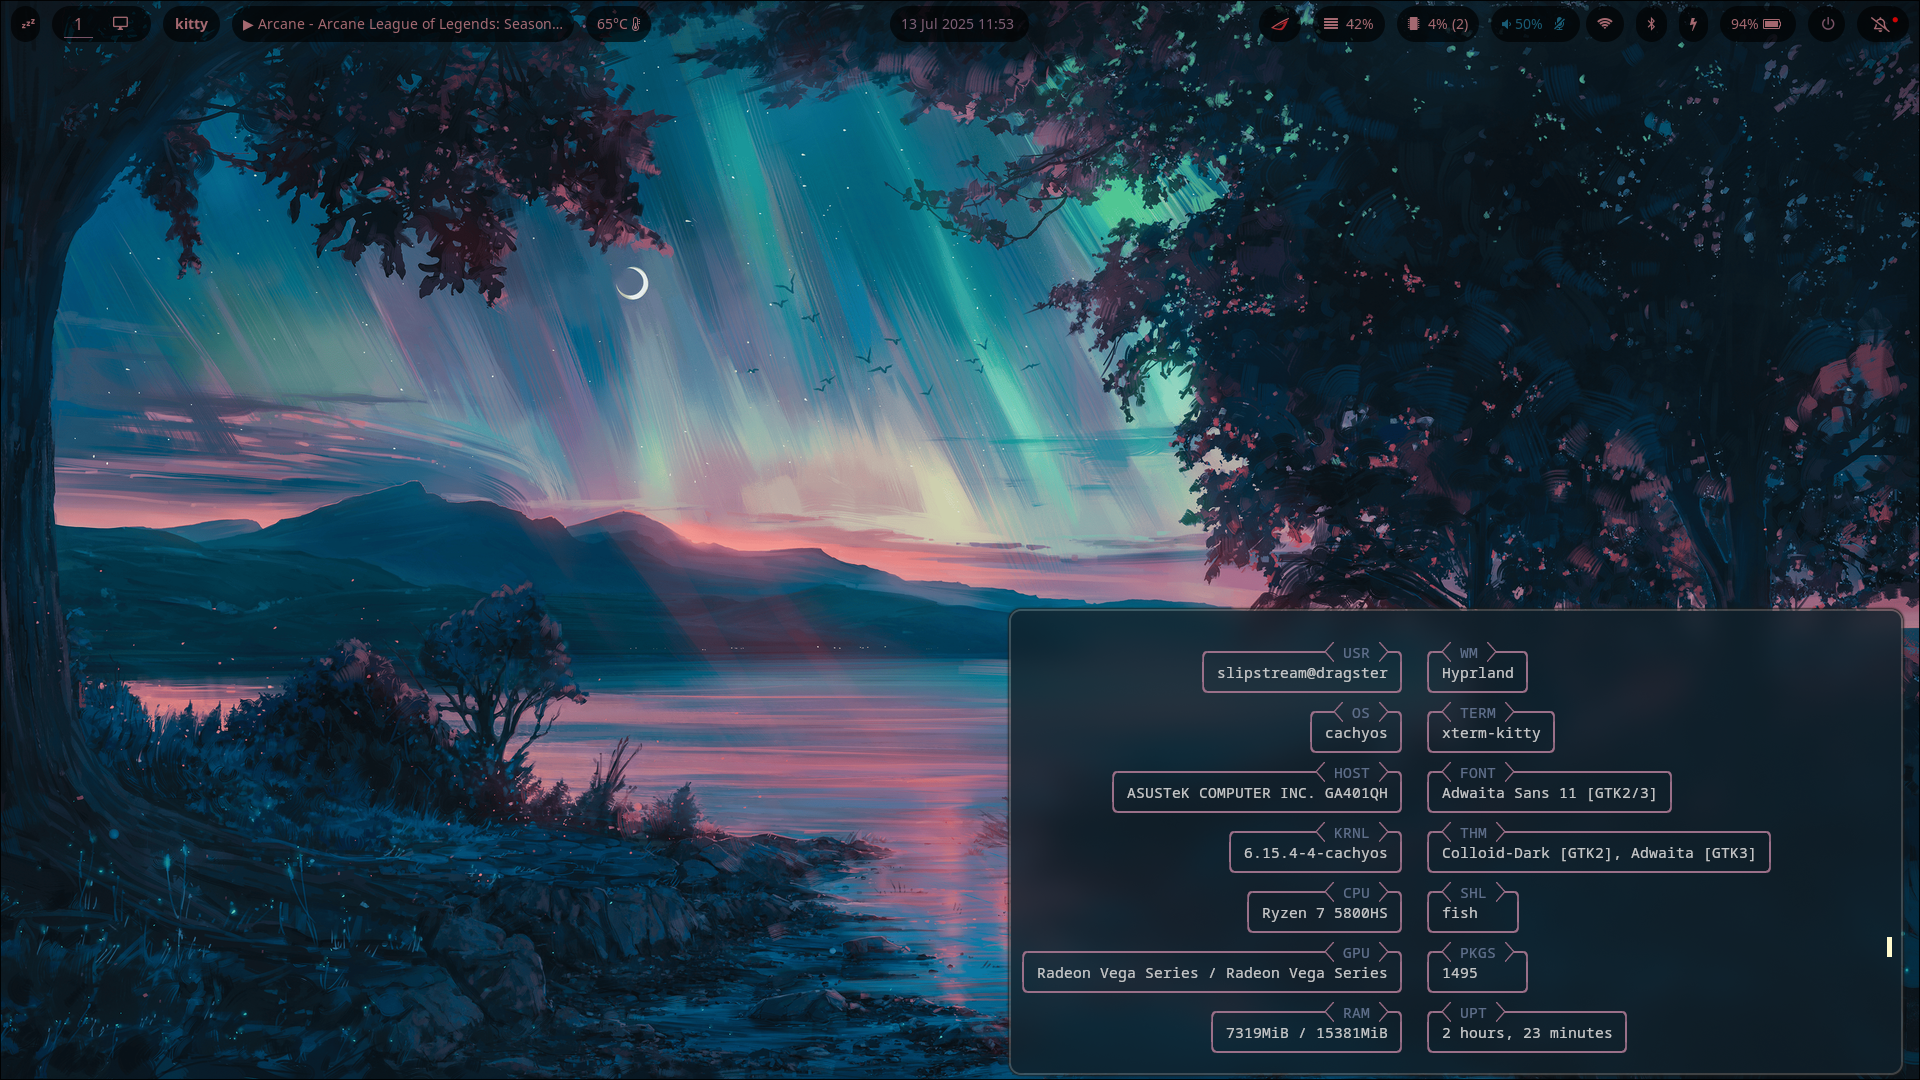 zzZ
1
kitty
▶ Arcane - Arcane League of Legends: Season...
65°C
13 Jul 2025 11:53
42%
4% (2)
50%
94%
USR
slipstream@dragster
WM
Hyprland
OS
cachyos
TERM
xterm-kitty
HOST
ASUSTeK COMPUTER INC. GA401QH
FONT
Adwaita Sans 11 [GTK2/3]
KRNL
6.15.4-4-cachyos
THM
Colloid-Dark [GTK2], Adwaita [GTK3]
CPU
Ryzen 7 5800HS
SHL
fish
GPU
Radeon Vega Series / Radeon Vega Series
PKGS
1495
RAM
7319MiB / 15381MiB
UPT
2 hours, 23 minutes